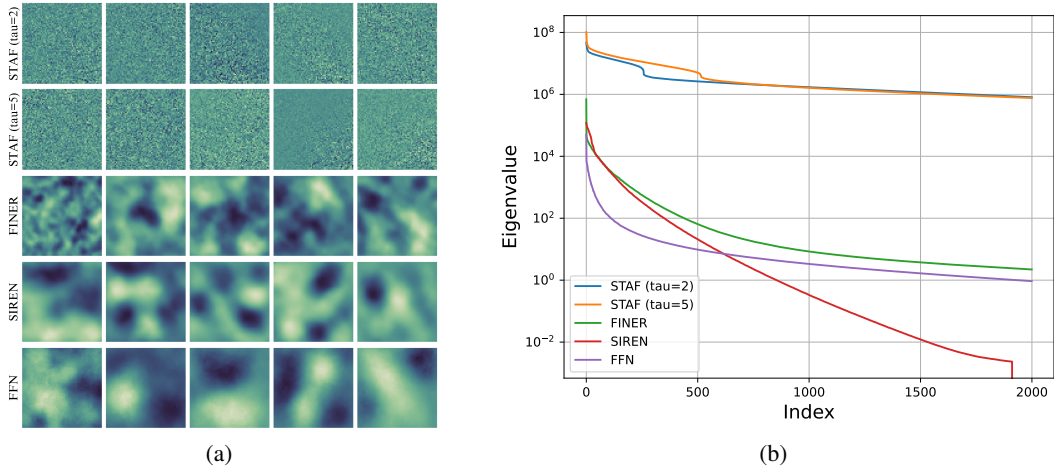 STAF (tau=2)
STAF (tau=5)
FINER
SIREN
FFN
(a)
Eigenvalue
10^8
10^6
10^4
10^2
10^0
10^−2
STAF (tau=2)
STAF (tau=5)
FINER
SIREN
FFN
0 500 1000 1500 2000
Index
(b)